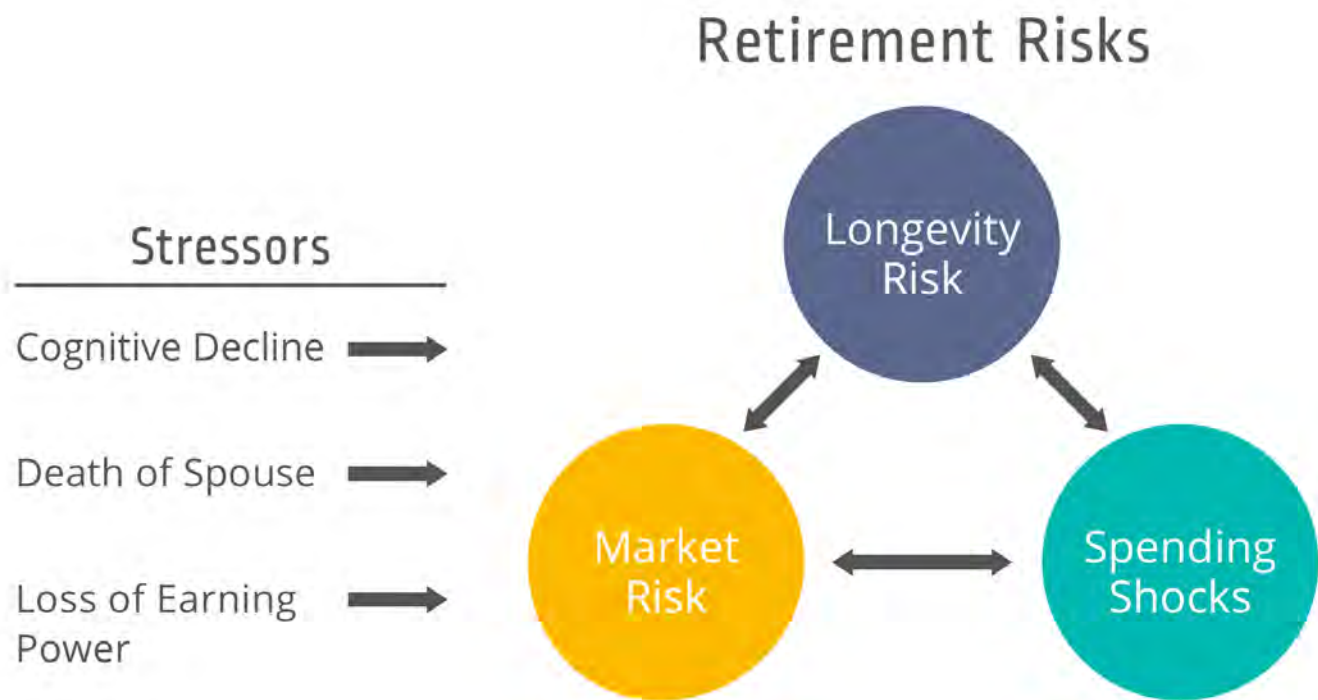 Retirement Risks
Stressors
Cognitive Decline
Death of Spouse
Loss of Earning
Power
Longevity
Risk
Market
Risk
Spending
Shocks